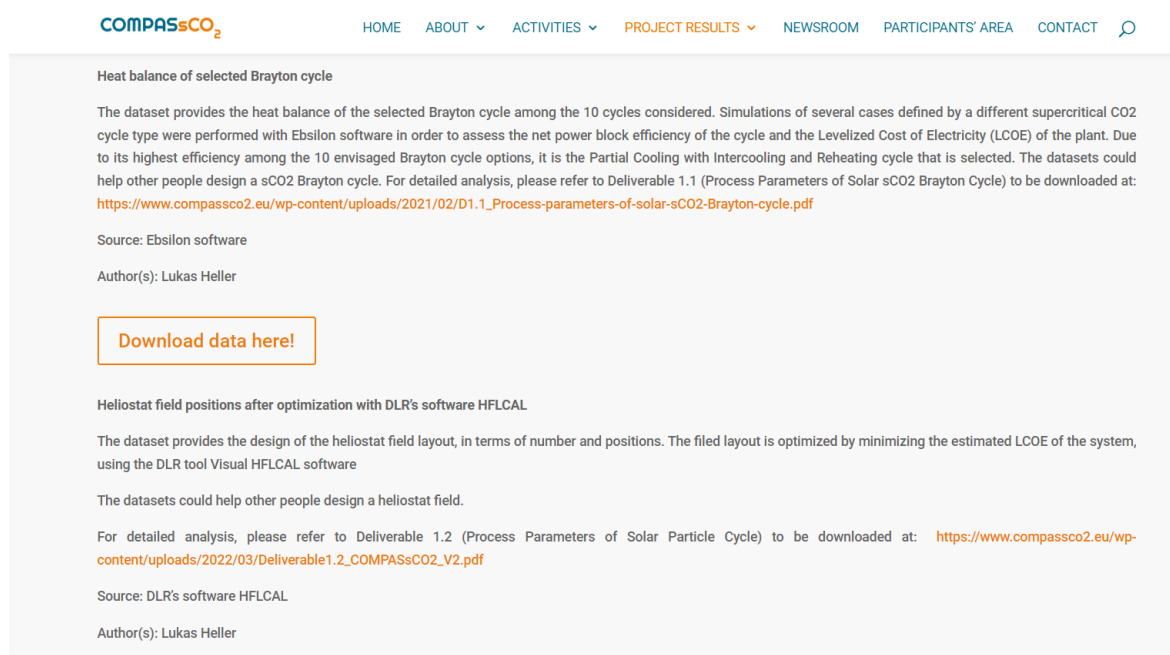 COMPASsCO2
HOME ABOUT ACTIVITIES PROJECT RESULTS NEWSROOM PARTICIPANTS' AREA CONTACT
Heat balance of selected Brayton cycle
The dataset provides the heat balance of the selected Brayton cycle among the 10 cycles considered. Simulations of several cases defined by a different supercritical CO2
cycle type were performed with Ebsilon software in order to assess the net power block efficiency of the cycle and the Levelized Cost of Electricity (LCOE) of the plant. Due
to its highest efficiency among the 10 envisaged Brayton cycle options, it is the Partial Cooling with Intercooling and Reheating cycle that is selected. The datasets could
help other people design a sCO2 Brayton cycle. For detailed analysis, please refer to Deliverable 1.1 (Process Parameters of Solar sCO2 Brayton Cycle) to be downloaded at:
https://www.compassco2.eu/wp-content/uploads/2021/02/D1.1_Process-parameters-of-solar-sCO2-Brayton-cycle.pdf
Source: Ebsilon software
Author(s): Lukas Heller
Download data here!
Heliostat field positions after optimization with DLR's software HFLCAL
The dataset provides the design of the heliostat field layout, in terms of number and positions. The filed layout is optimized by minimizing the estimated LCOE of the system,
using the DLR tool Visual HFLCAL software
The datasets could help other people design a heliostat field.
For detailed analysis, please refer to Deliverable 1.2 (Process Parameters of Solar Particle Cycle) to be downloaded at: https://www.compassco2.eu/wp-
content/uploads/2022/03/Deliverable1.2_COMPASsCO2_V2.pdf
Source: DLR's software HFLCAL
Author(s): Lukas Heller